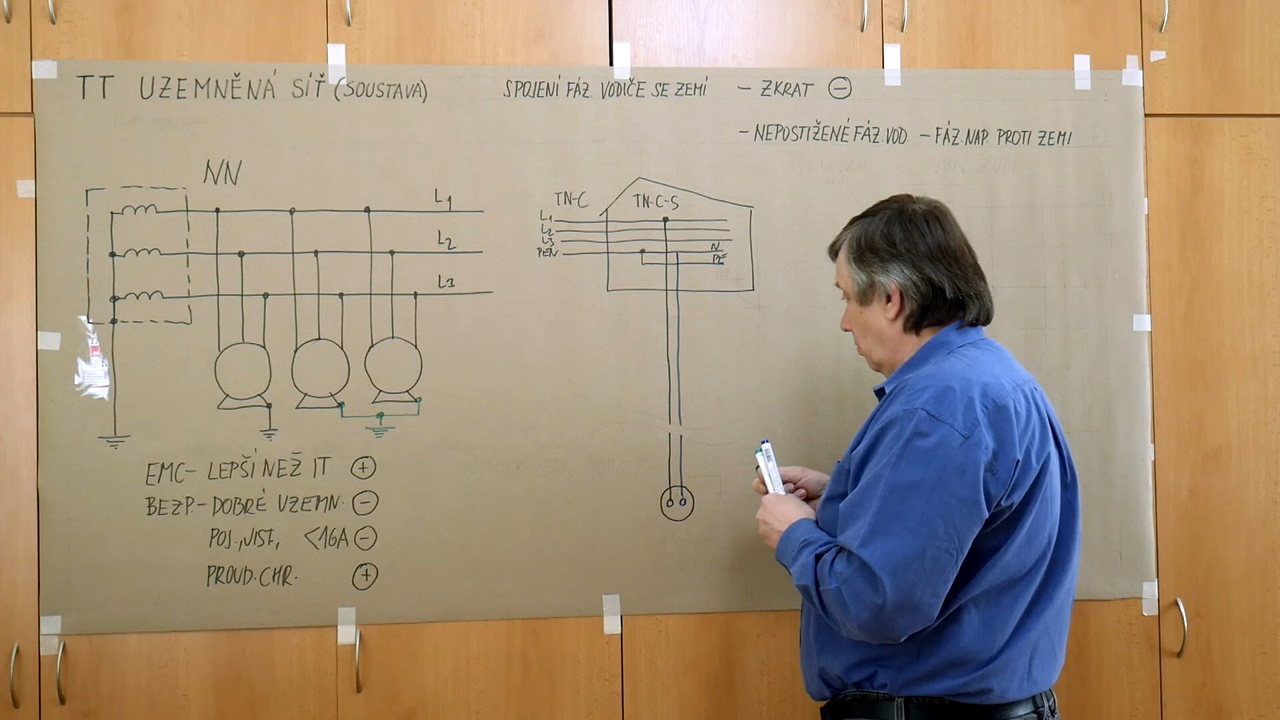 TT UZEMNĚNÁ SÍŤ (SOUSTAVA)
SPOJENÍ FÁZ. VODIČE SE ZEMÍ - ZKRAT ⊖
- NEPOSTIŽENÉ FÁZ. VOD. - FÁZ. NAP. PROTI ZEMI
NN
L1
L2
L3
TN-C
TN-C-S
L1
L2
L3
PEN
N
PE
EMC - LEPŠÍ NEŽ IT ⊕
BEZP. - DOBRÉ UZEMN. ⊖
POJ., JIST, <16A ⊖
PROUD. CHR. ⊕